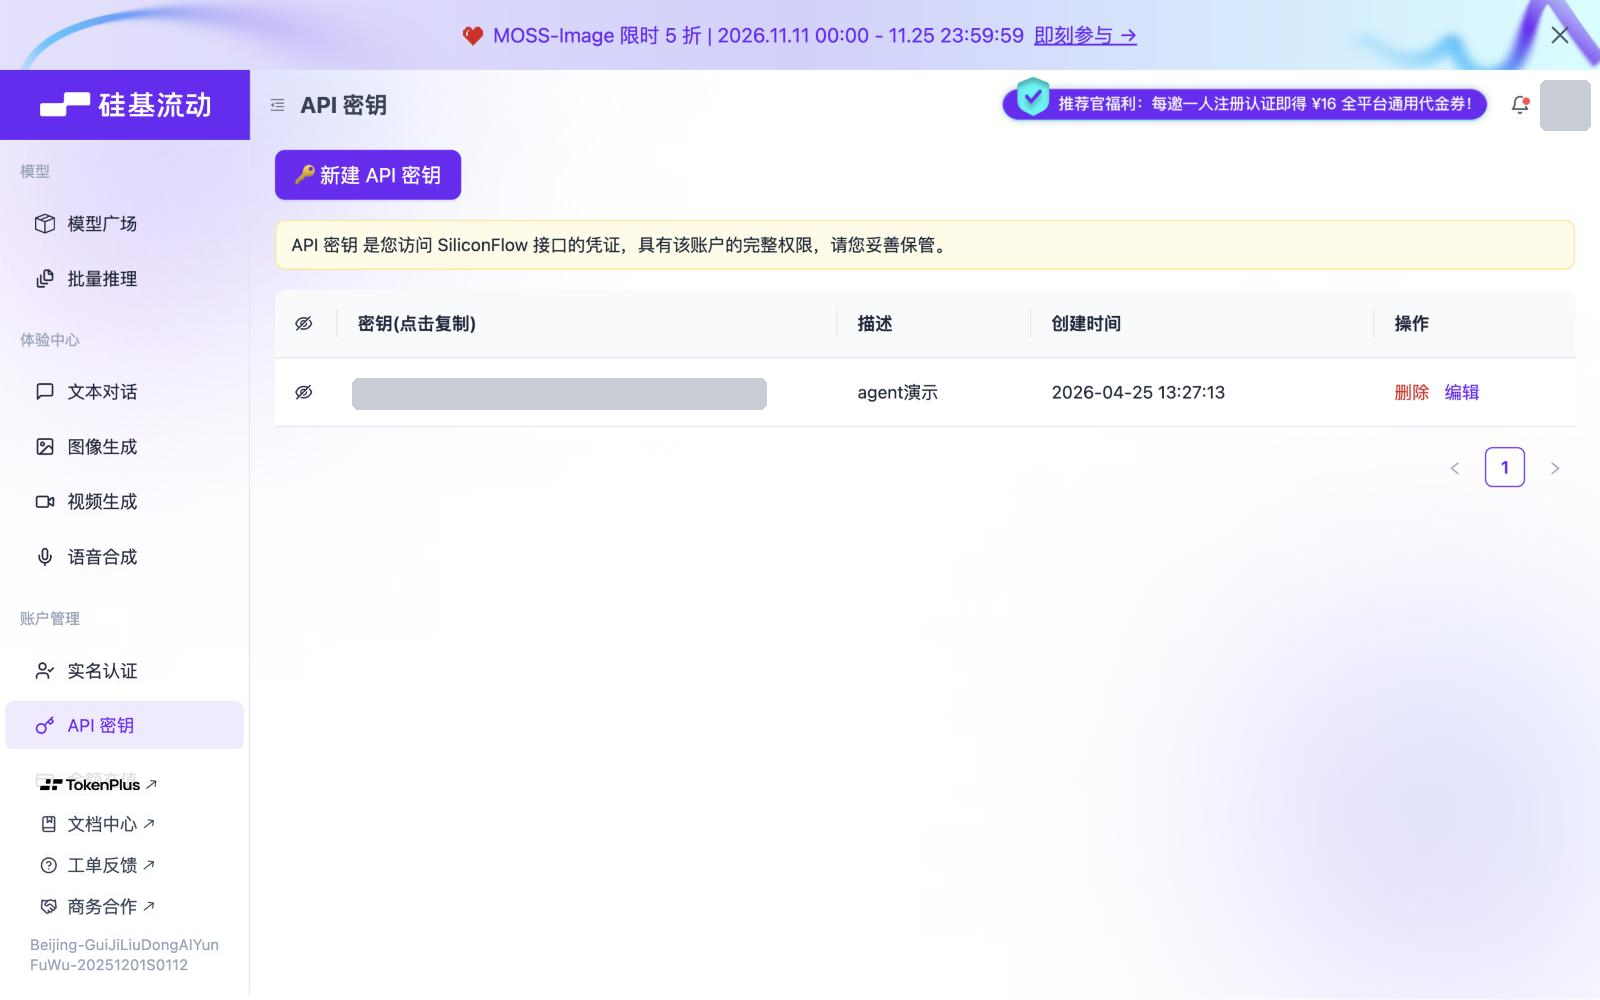 MOSS-Image 限时 5 折 | 2026.11.11 00:00 - 11.25 23:59:59 即刻参与 →
硅基流动
API 密钥
推荐官福利：每邀一人注册认证即得 ¥16 全平台通用代金券！
模型
模型广场
批量推理
体验中心
文本对话
图像生成
视频生成
语音合成
账户管理
实名认证
API 密钥
TokenPlus
文档中心
工单反馈
商务合作
Beijing-GuiJiLiuDongAIYun
FuWu-20251201S0112
新建 API 密钥
API 密钥 是您访问 SiliconFlow 接口的凭证，具有该账户的完整权限，请您妥善保管。
密钥(点击复制) 描述 创建时间 操作
agent演示 2026-04-25 13:27:13 删除 编辑
1